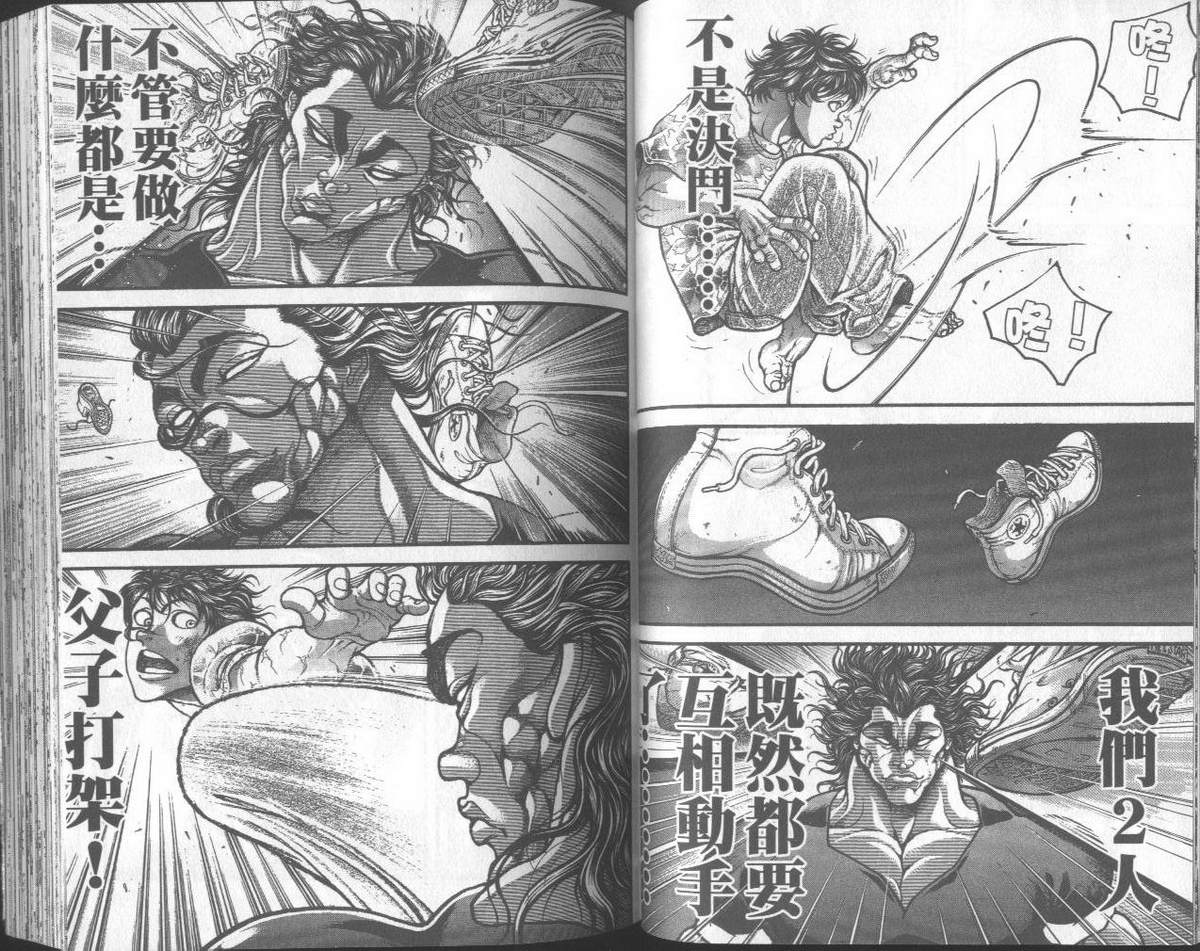 咚！
咚！
不是決鬥……
我們2人
既然都要
互相動手
了……
不管要做
什麼都是…
父子打架！